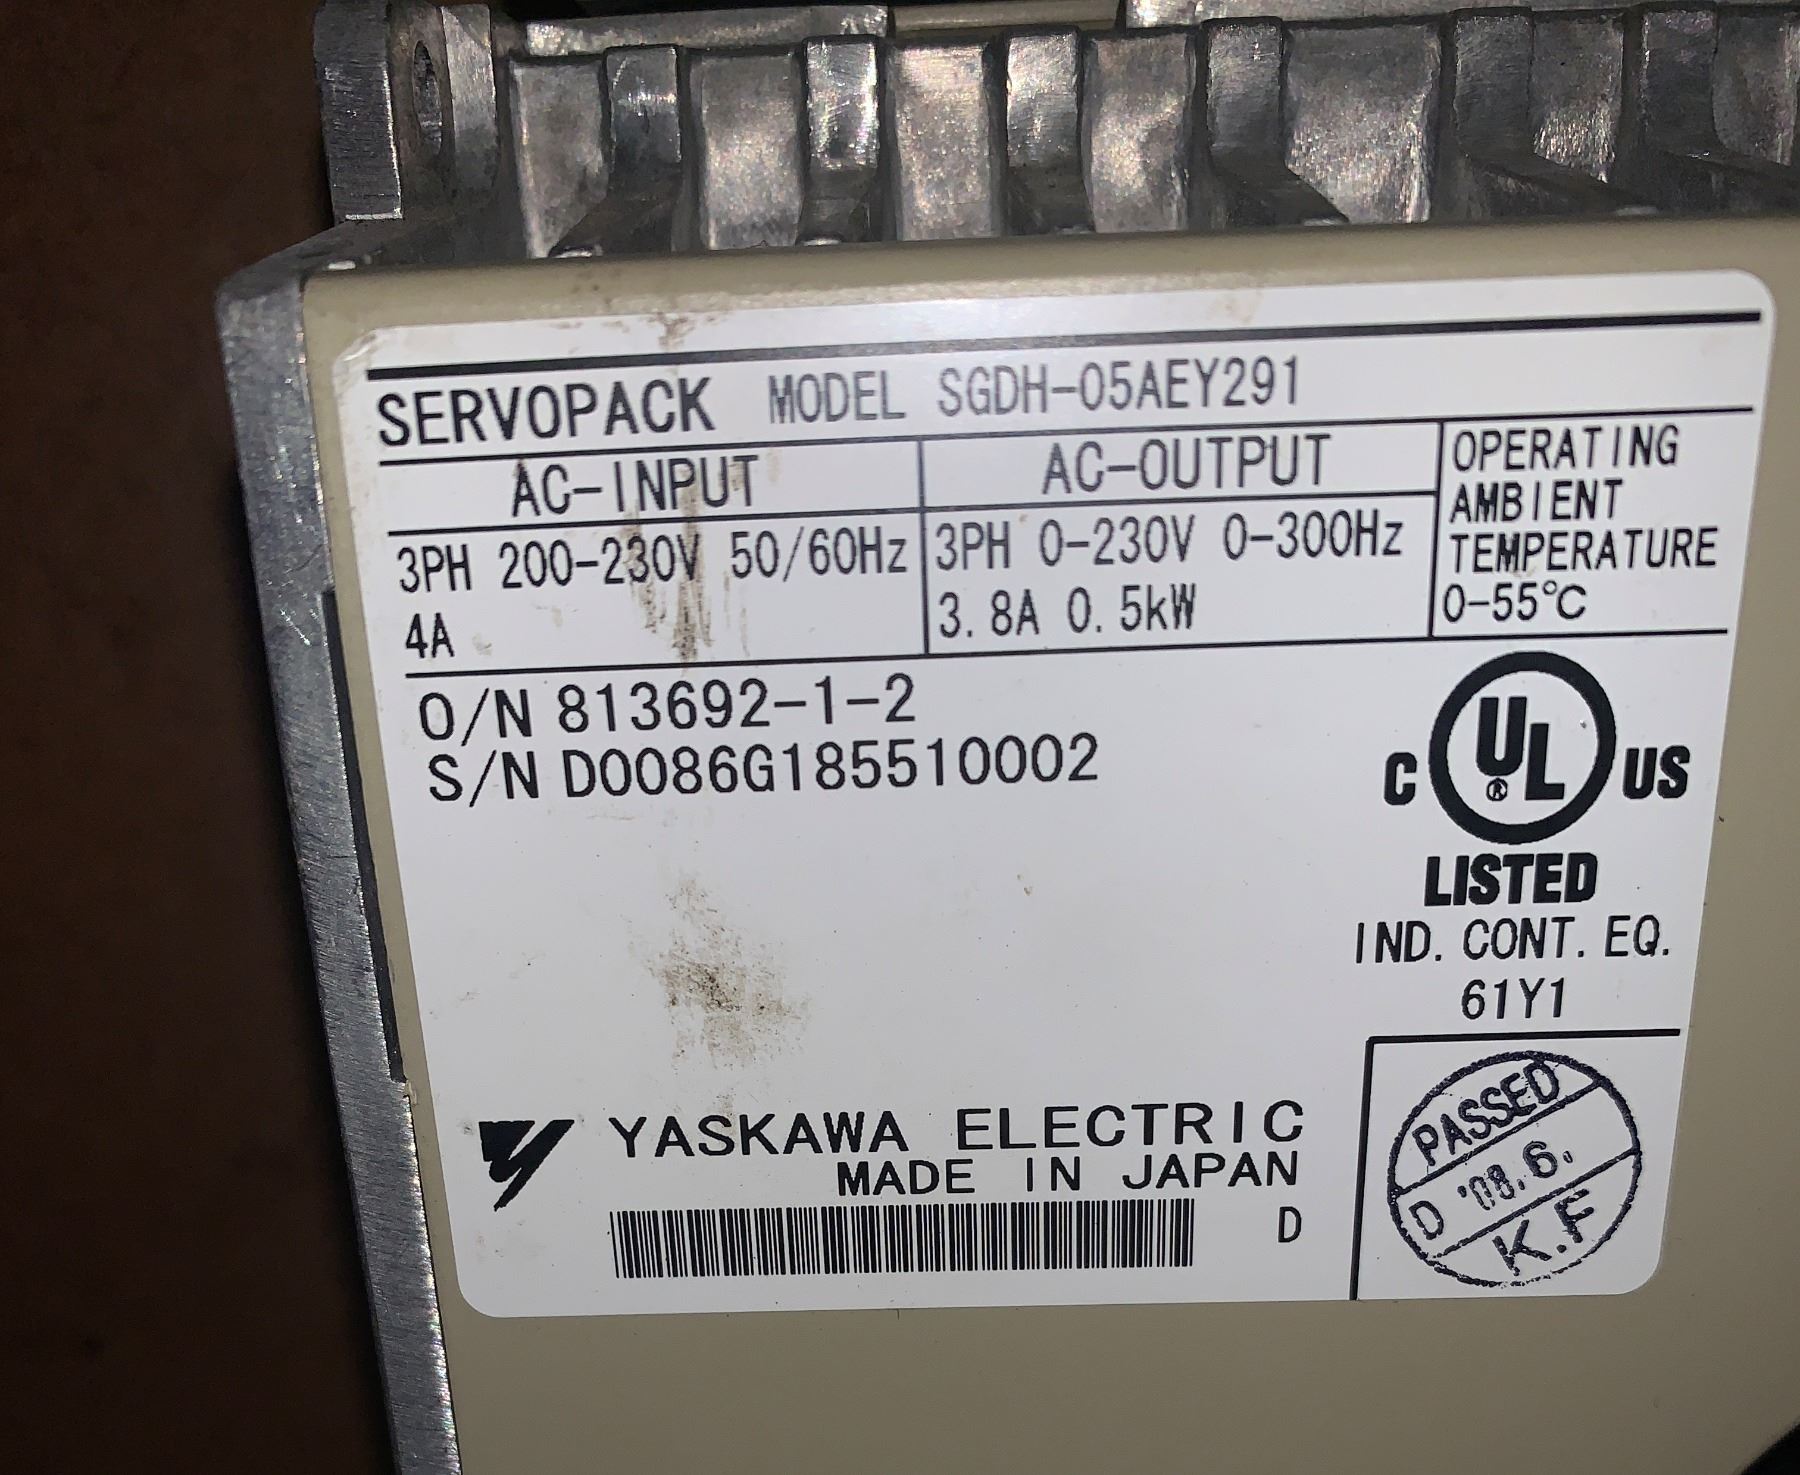 SERVOPACK MODEL SGDH-05AEY291
AC-INPUT
3PH 200-230V 50/60Hz
4A
AC-OUTPUT
3PH 0-230V 0-300Hz
3.8A 0.5kW
OPERATING
AMBIENT
TEMPERATURE
0-55℃
O/N 813692-1-2
S/N D0086G185510002
C UL® US
LISTED
IND. CONT. EQ.
61Y1
YASKAWA ELECTRIC
MADE IN JAPAN
D
PASSED
D '08.6.
K.F